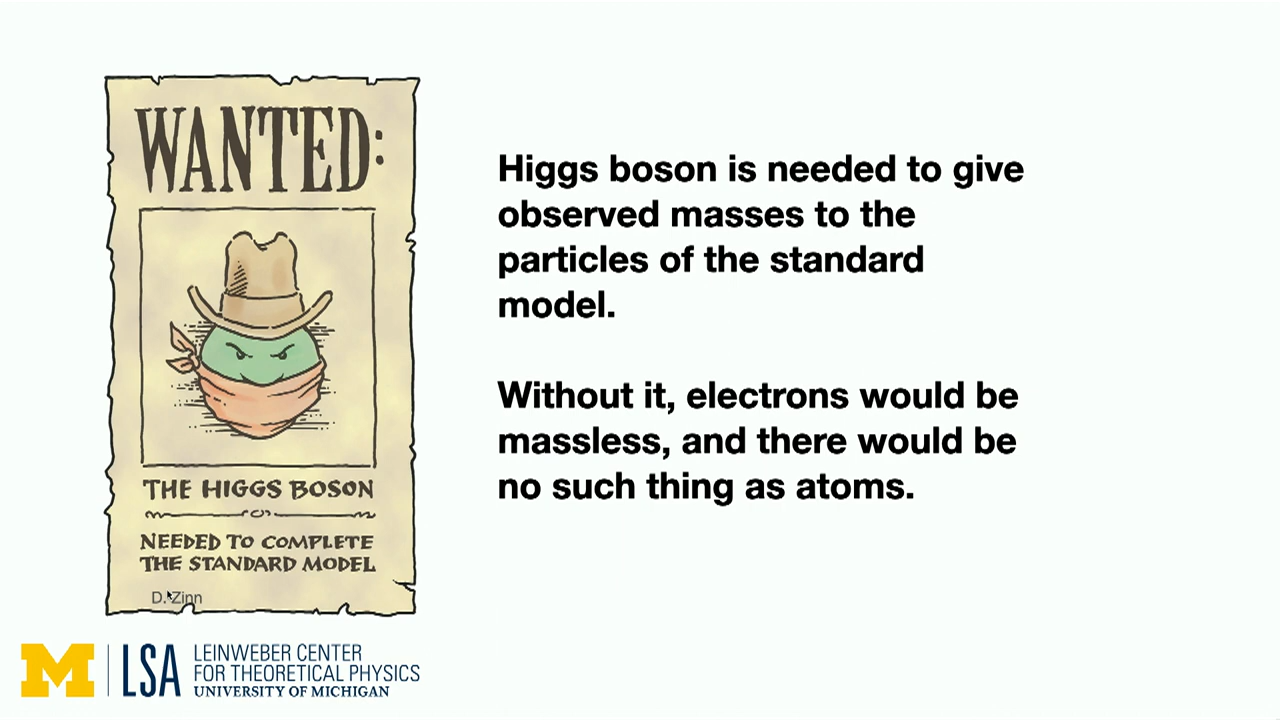 WANTED:
THE HIGGS BOSON
NEEDED TO COMPLETE
THE STANDARD MODEL
D. Zinn
Higgs boson is needed to give
observed masses to the
particles of the standard
model.
Without it, electrons would be
massless, and there would be
no such thing as atoms.
M LSA
LEINWEBER CENTER
FOR THEORETICAL PHYSICS
UNIVERSITY OF MICHIGAN